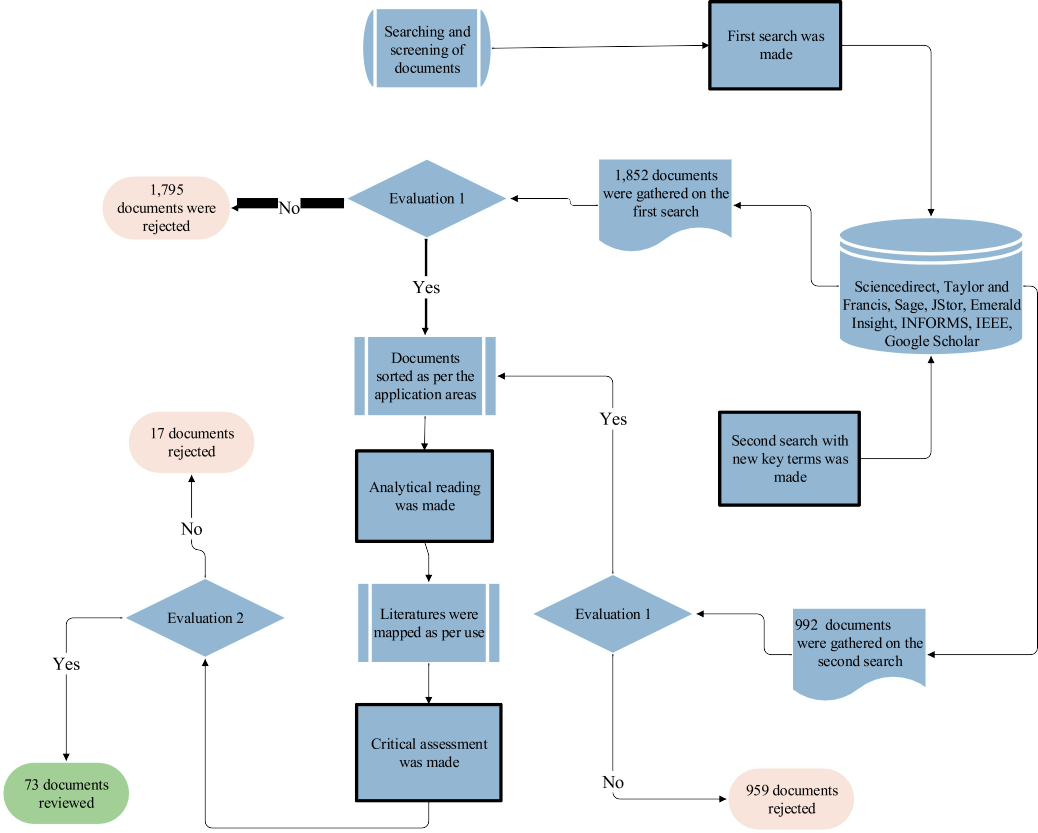 Searching and
screening of
documents
First search was
made
1,795
documents were
rejected
No
Evaluation 1
1,852 documents
were gathered on the
first search
Sciencedirect, Taylor and
Francis, Sage, JStor, Emerald
Insight, INFORMS, IEEE,
Google Scholar
Yes
Documents
sorted as per the
application areas
Yes
17 documents
rejected
Second search with
new key terms was
made
Analytical reading
was made
No
Evaluation 2
Literatures were
mapped as per use
Evaluation 1
992 documents
were gathered on the
second search
Yes
Critical assessment
was made
No
73 documents
reviewed
959 documents
rejected